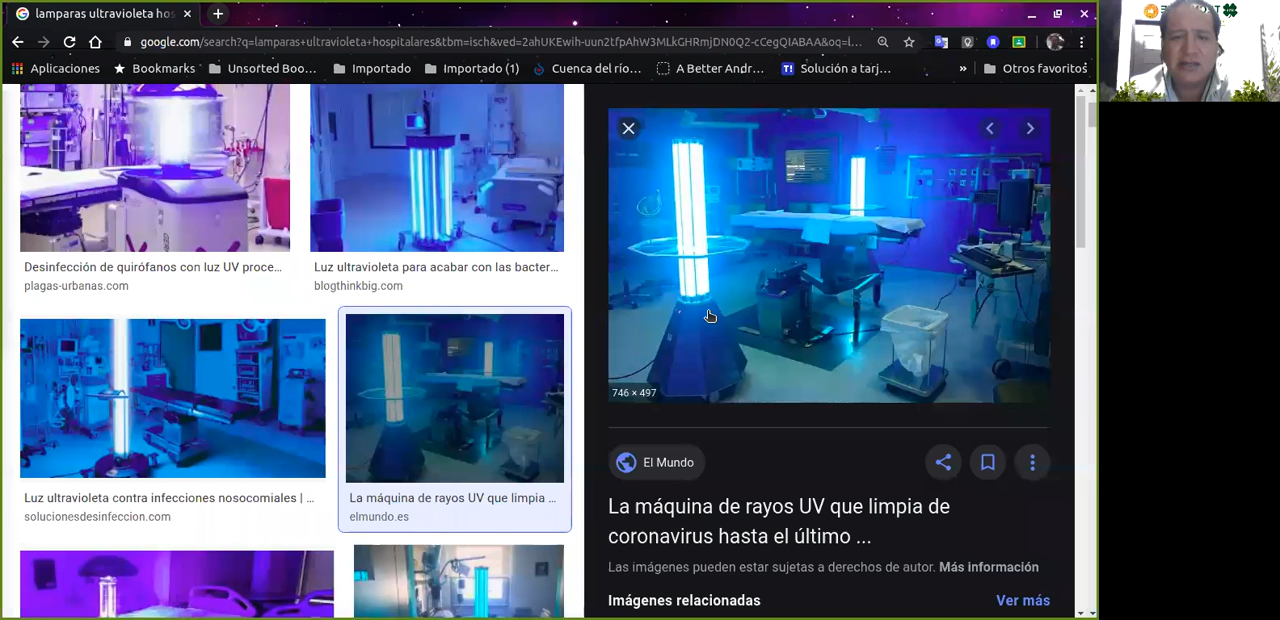 lamparas ultravioleta hos
google.com/search?q=lamparas+ultravioleta+hospitalares&tbm=isch&ved=2ahUKEwih-uun2tfpAhW3MLkGHRmjDN0Q2-cCegQIABAA&oq=l...
Aplicaciones
Bookmarks
Unsorted Boo...
Importado
Importado (1)
Cuenca del río...
A Better Andr...
T!
Solución a tarj...
»
Otros favoritos
Desinfección de quirófanos con luz UV proce...
plagas-urbanas.com
Luz ultravioleta para acabar con las bacter...
blogthinkbig.com
Luz ultravioleta contra infecciones nosocomiales | ...
solucionesdesinfeccion.com
La máquina de rayos UV que limpia ...
elmundo.es
746 × 497
El Mundo
La máquina de rayos UV que limpia de
coronavirus hasta el último ...
Las imágenes pueden estar sujetas a derechos de autor. Más información
Imágenes relacionadas
Ver más